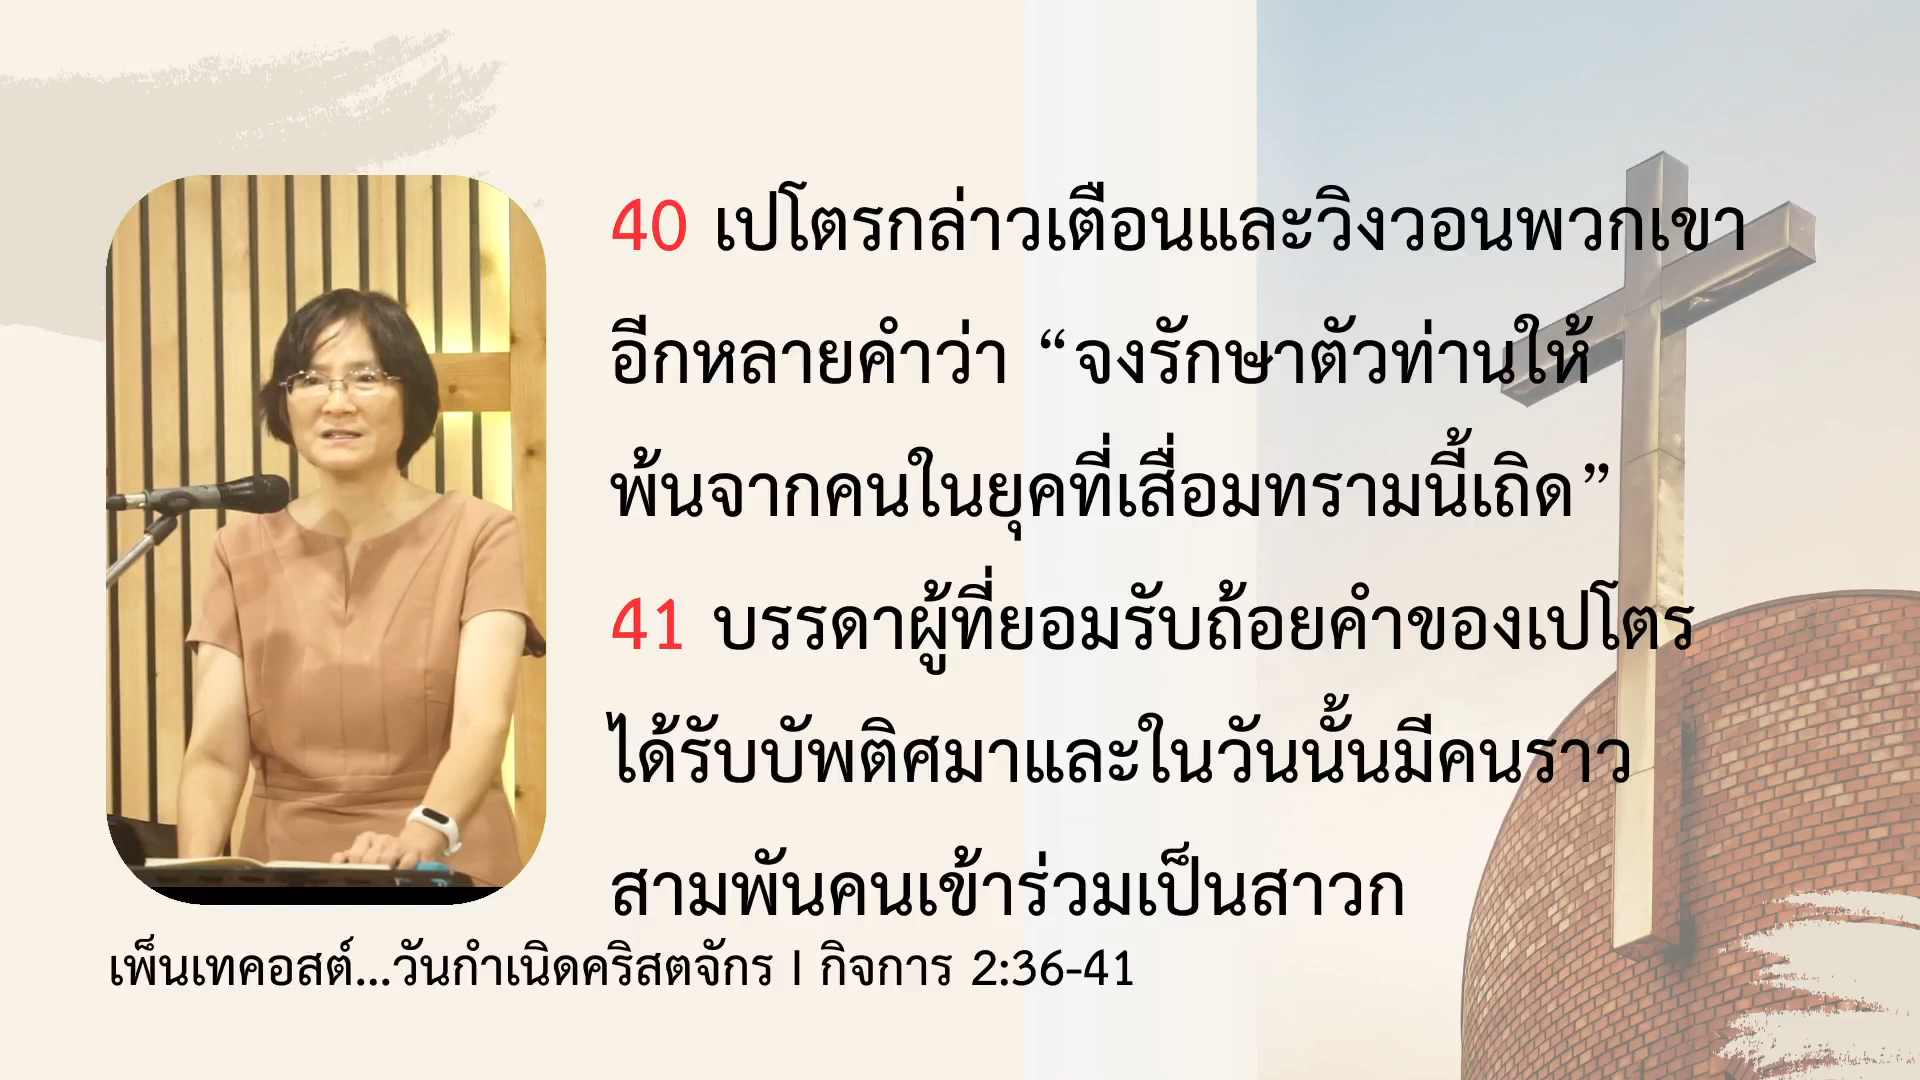 40 เปโตรกล่าวเตือนและวิงวอนพวกเขา
อีกหลายคำว่า “จงรักษาตัวท่านให้
พ้นจากคนในยุคที่เสื่อมทรามนี้เถิด”
41 บรรดาผู้ที่ยอมรับถ้อยคำของเปโตร
ได้รับบัพติศมาและในวันนั้นมีคนราว
สามพันคนเข้าร่วมเป็นสาวก
เพ็นเทคอสต์...วันกำเนิดคริสตจักร I กิจการ 2:36-41